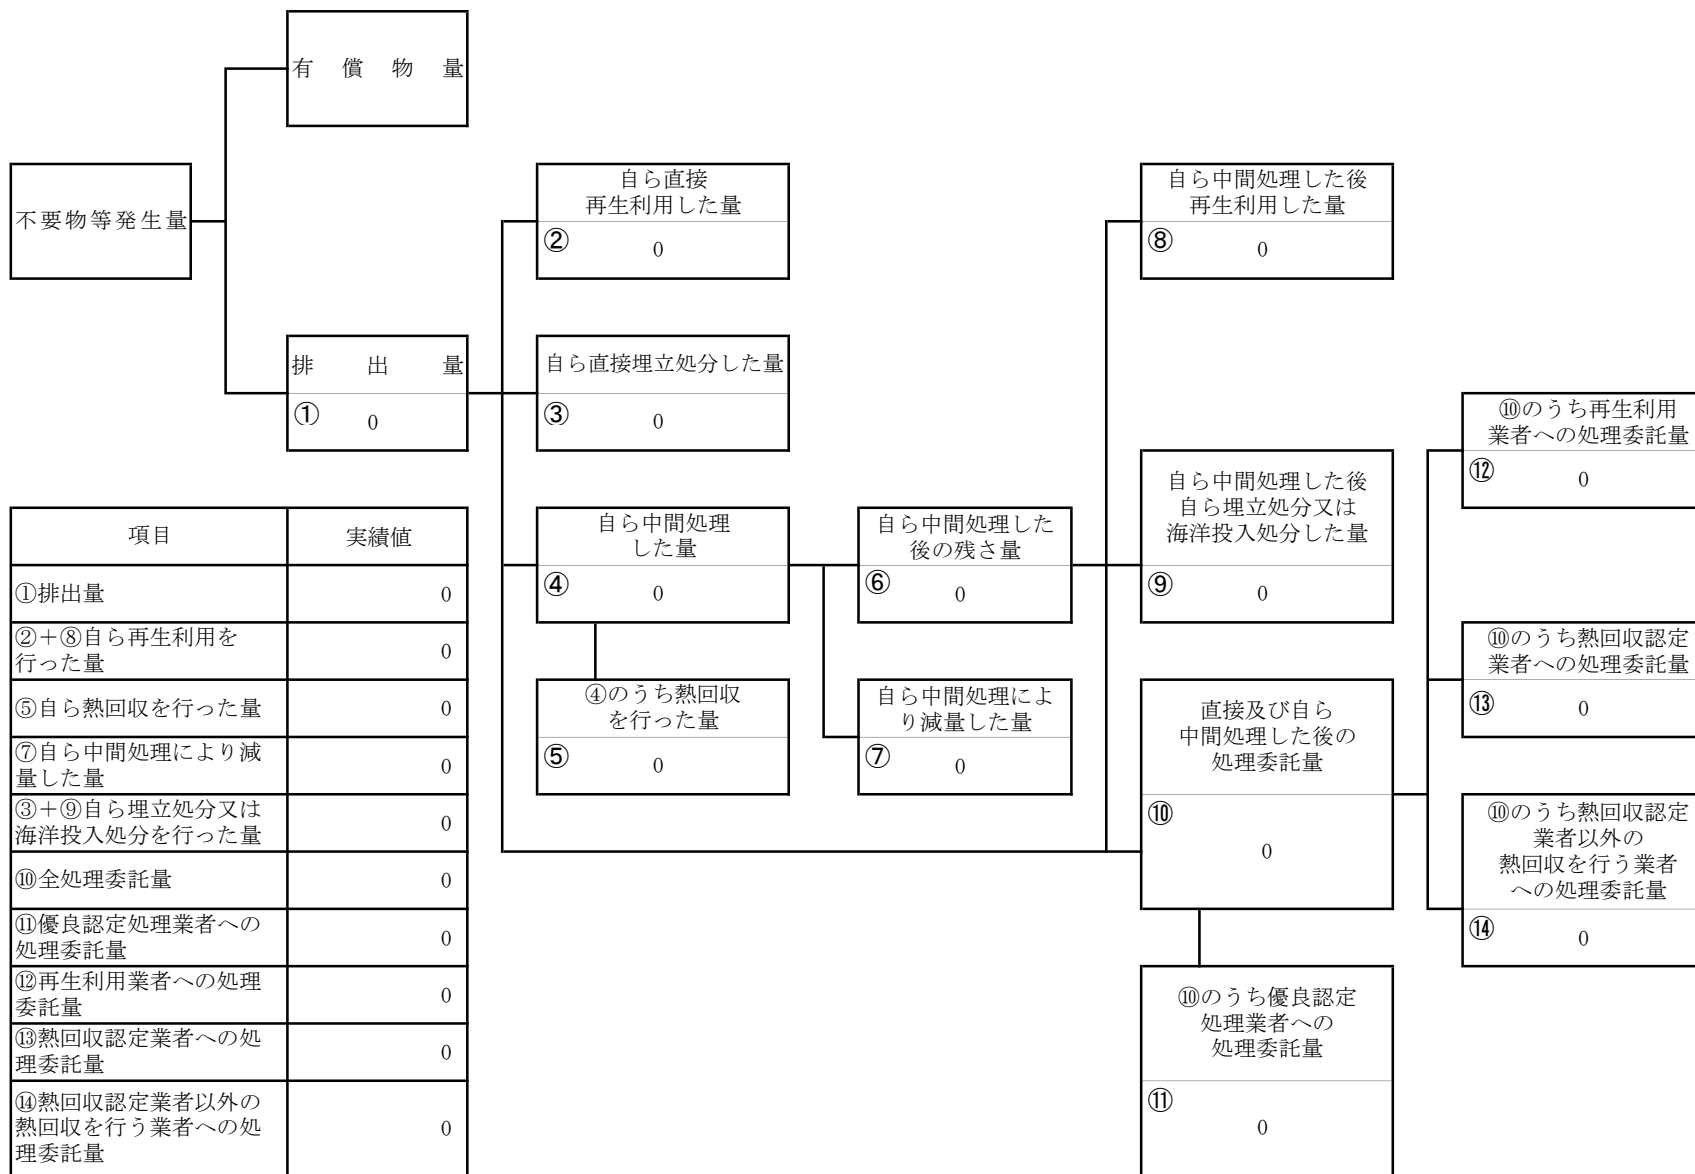 有償物量
不要物等発生量
自ら直接
再生利用した量
②
0
自ら中間処理した後
再生利用した量
⑧
0
排出量
①
0
自ら直接埋立処分した量
③
0
⑩のうち再生利用
業者への処理委託量
⑫
0
自ら中間処理した後
自ら埋立処分又は
海洋投入処分した量
⑨
0
自ら中間処理
した量
④
0
自ら中間処理した
後の残さ量
⑥
0
⑩のうち熱回収認定
業者への処理委託量
⑬
0
④のうち熱回収
を行った量
⑤
0
自ら中間処理によ
り減量した量
⑦
0
直接及び自ら
中間処理した後の
処理委託量
⑩
0
⑩のうち熱回収認定
業者以外の
熱回収を行う業者
への処理委託量
⑭
0
⑩のうち優良認定
処理業者への
処理委託量
⑪
0
項目 実績値
①排出量 0
②＋⑧自ら再生利用を
行った量 0
⑤自ら熱回収を行った量 0
⑦自ら中間処理により減
量した量 0
③＋⑨自ら埋立処分又は
海洋投入処分を行った量 0
⑩全処理委託量 0
⑪優良認定処理業者への
処理委託量 0
⑫再生利用業者への処理
委託量 0
⑬熱回収認定業者への処
理委託量 0
⑭熱回収認定業者以外の
熱回収を行う業者への処
理委託量 0